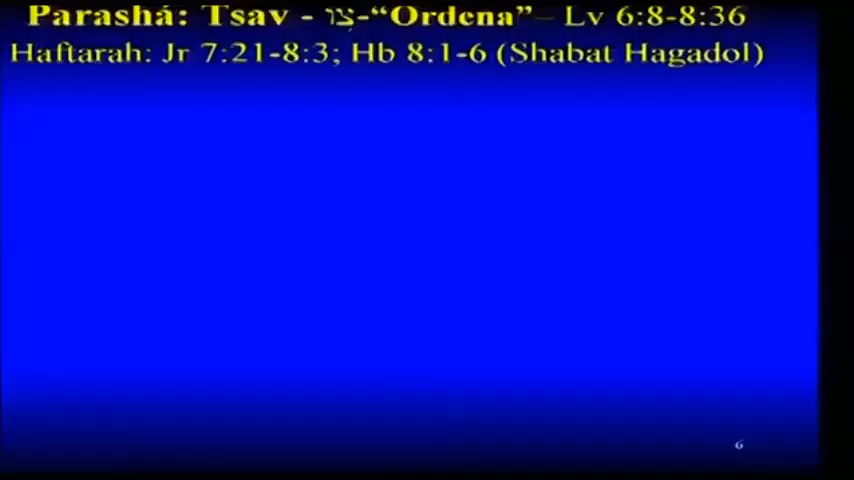 Parashá: Tsav - צַו-“Ordena”– Lv 6:8-8:36
Haftarah: Jr 7:21-8:3; Hb 8:1-6 (Shabat Hagadol)
6